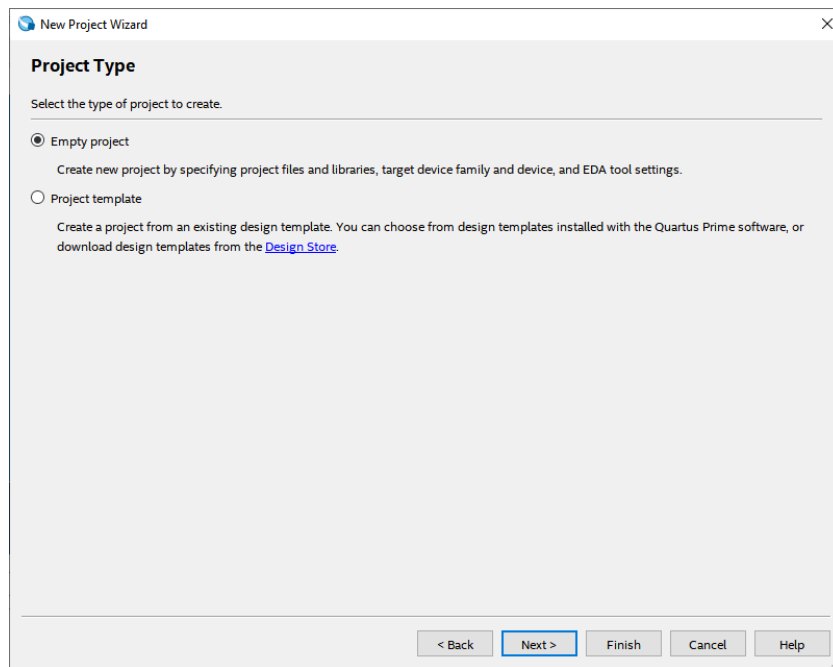 New Project Wizard
Project Type
Select the type of project to create.
Empty project
Create new project by specifying project files and libraries, target device family and device, and EDA tool settings.
Project template
Create a project from an existing design template. You can choose from design templates installed with the Quartus Prime software, or
download design templates from the Design Store.
< Back Next > Finish Cancel Help